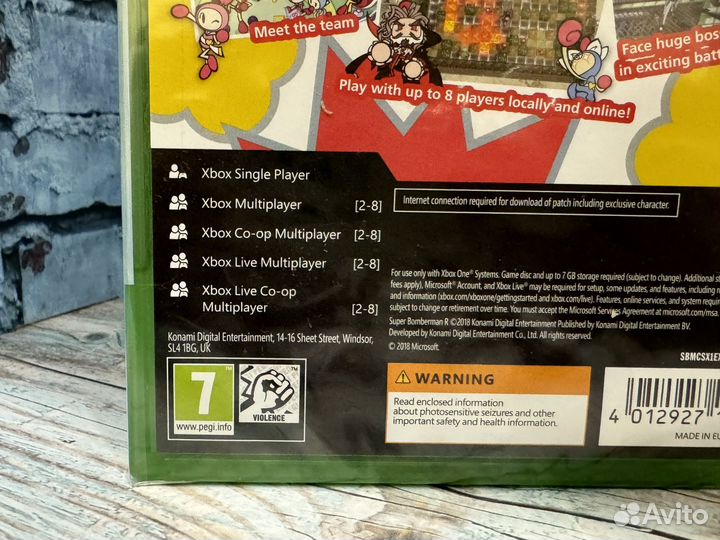 Meet the team
Face huge bos
in exciting batt
Play with up to 8 players locally and online!
Xbox Single Player
Xbox Multiplayer [2-8]
Xbox Co-op Multiplayer [2-8]
Xbox Live Multiplayer [2-8]
Xbox Live Co-op
Multiplayer [2-8]
Internet connection required for download of patch including exclusive character.
For use only with Xbox One® Systems. Game disc and up to 7 GB storage required (subject to change). Additional st
fees apply), Microsoft® Account, and Xbox Live® may be required for setup, some updates, and features, including
and information (xbox.com/xboxone/gettingstarted and xbox.com/live). Features, online services, and system requir
subject to change or retirement over time. You must accept the Microsoft Services Agreement at microsoft.com/msa.
Super Bomberman R ©2018 Konami Digital Entertainment Published by Konami Digital Entertainment BV.
Developed by Konami Digital Entertainment Co., Ltd. All rights reserved.
© 2018 Microsoft.
SBMCSX1E
Konami Digital Entertainment, 14-16 Sheet Street, Windsor,
SL4 1BG, UK
7
www.pegi.info
VIOLENCE
WARNING
Read enclosed information
about photosensitive seizures and other
important safety and health information.
4 012927
MADE IN EU
Avito